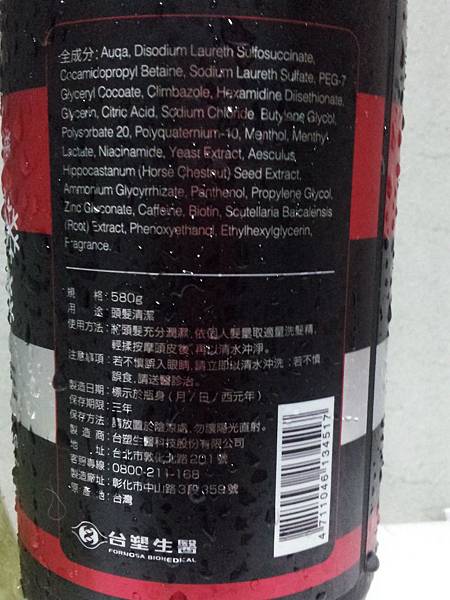 全成分：Auqa, Disodium Laureth Sulfosuccinate,
Cocamidopropyl Betaine, Sodium Laureth Sulfate, PEG-7
Glyceryl Cocoate, Climbazole, Hexamidine Diisethionate,
Glycerin, Citric Acid, Sodium Chloride, Butylene Glycol,
Polysorbate 20, Polyquaternium-10, Menthol, Menthyl
Lactate, Niacinamide, Yeast Extract, Aesculus
Hippocastanum (Horse Chestnut) Seed Extract,
Ammonium Glycyrrhizate, Panthenol, Propylene Glycol,
Zinc Gluconate, Caffeine, Biotin, Scutellaria Baicalensis
(Root) Extract, Phenoxyethanol, Ethylhexylglycerin,
Fragrance.
規　　格：580g
用　　途：頭髮清潔
使用方法：將頭髮充分潤濕，依個人髮量取適量洗髮精，
輕揉按摩頭皮後，再以清水沖淨。
注意事項：若不慎誤入眼睛，請立即以清水沖洗；若不慎
誤食，請送醫診治。
製造日期：標示於瓶身（月／日／西元年）
保存期限：三年
保存方法：請放置於陰涼處，勿讓陽光直射。
製 造 商：台塑生醫科技股份有限公司
地　　址：台北市敦化北路201號
客服專線：0800-211-168
製造廠址：彰化市中山路3段359號
原 產 地：台灣
4 711046 134517
台塑生醫
FORMOSA BIOMEDICAL